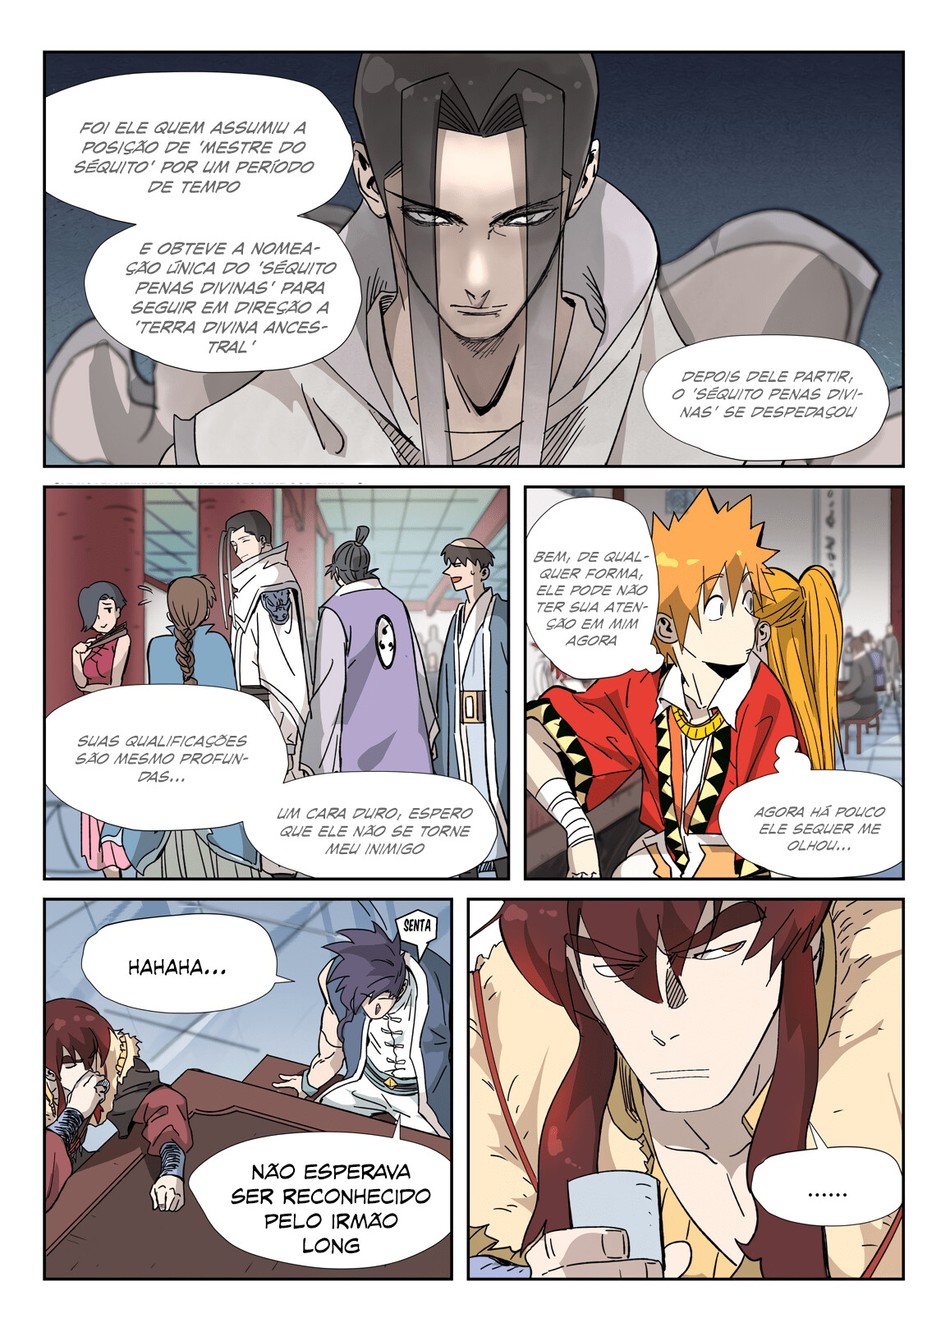 FOI ELE QUEM ASSUMIU A
POSIÇÃO DE 'MESTRE DO
SÉQUITO' POR UM PERÍODO
DE TEMPO
E OBTEVE A NOMEA-
ÇÃO ÚNICA DO 'SÉQUITO
PENAS DIVINAS' PARA
SEGUIR EM DIREÇÃO A
'TERRA DIVINA ANCES-
TRAL'
DEPOIS DELE PARTIR,
O 'SÉQUITO PENAS DIVI-
NAS' SE DESPEDAÇOU
SUAS QUALIFICAÇÕES
SÃO MESMO PROFUN-
DAS...
UM CARA DURO, ESPERO
QUE ELE NÃO SE TORNE
MEU INIMIGO
BEM, DE QUAL-
QUER FORMA,
ELE PODE NÃO
TER SUA ATEN-
ÇÃO EM MIM
AGORA
AGORA HÁ POUCO
ELE SEQUER ME
OLHOU...
SENTA
HAHAHA...
NÃO ESPERAVA
SER RECONHECIDO
PELO IRMÃO
LONG
......